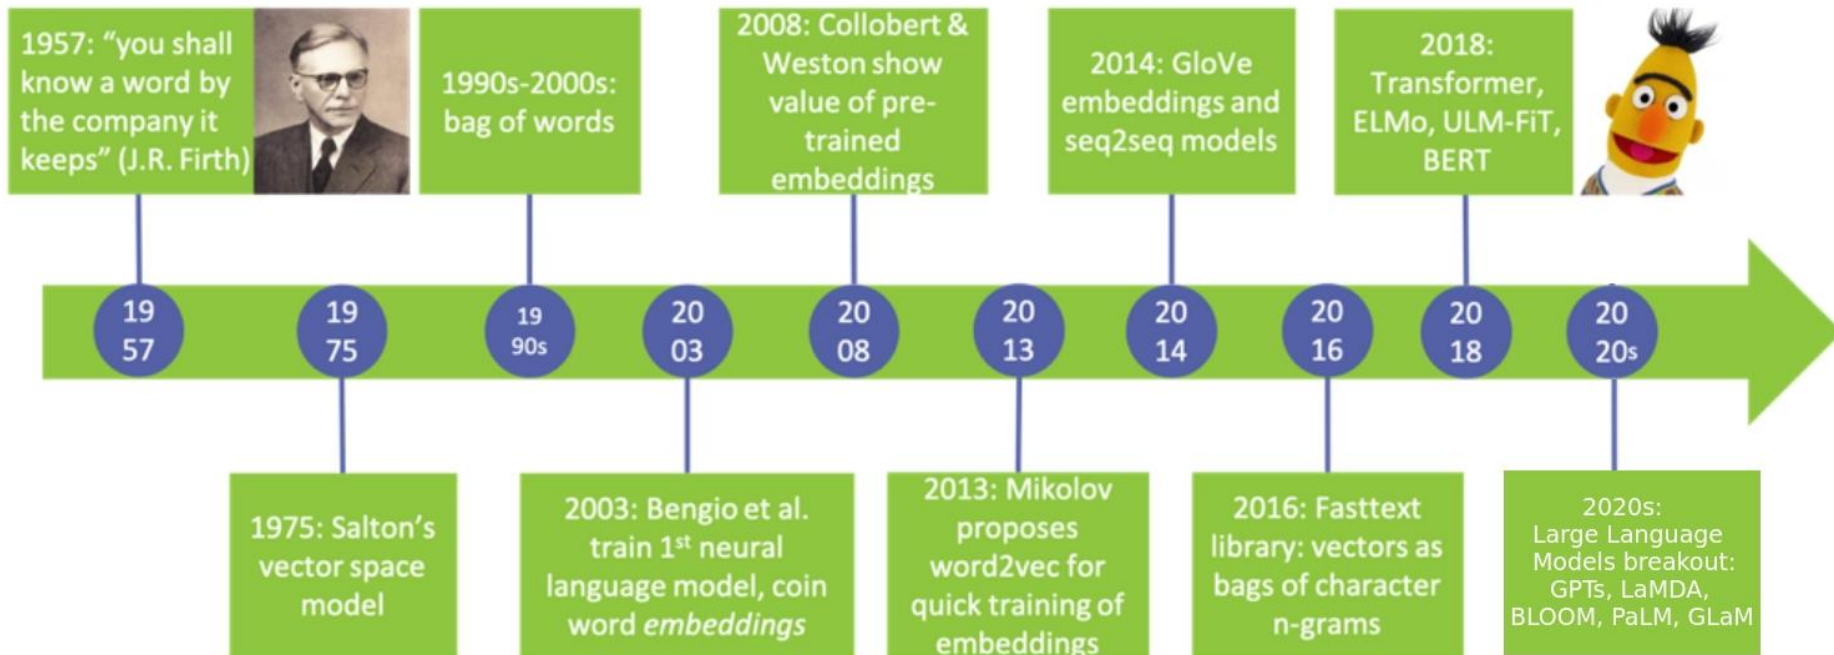 1957: “you shall
know a word by
the company it
keeps” (J.R. Firth)
1990s-2000s:
bag of words
2008: Collobert &
Weston show
value of pre-
trained
embeddings
2014: GloVe
embeddings and
seq2seq models
2018:
Transformer,
ELMo, ULM-FiT,
BERT
19
57
19
75
19
90s
20
03
20
08
20
13
20
14
20
16
20
18
20
20s
1975: Salton’s
vector space
model
2003: Bengio et al.
train 1st neural
language model, coin
word embeddings
2013: Mikolov
proposes
word2vec for
quick training of
embeddings
2016: Fasttext
library: vectors as
bags of character
n-grams
2020s:
Large Language
Models breakout:
GPTs, LaMDA,
BLOOM, PaLM, GLaM